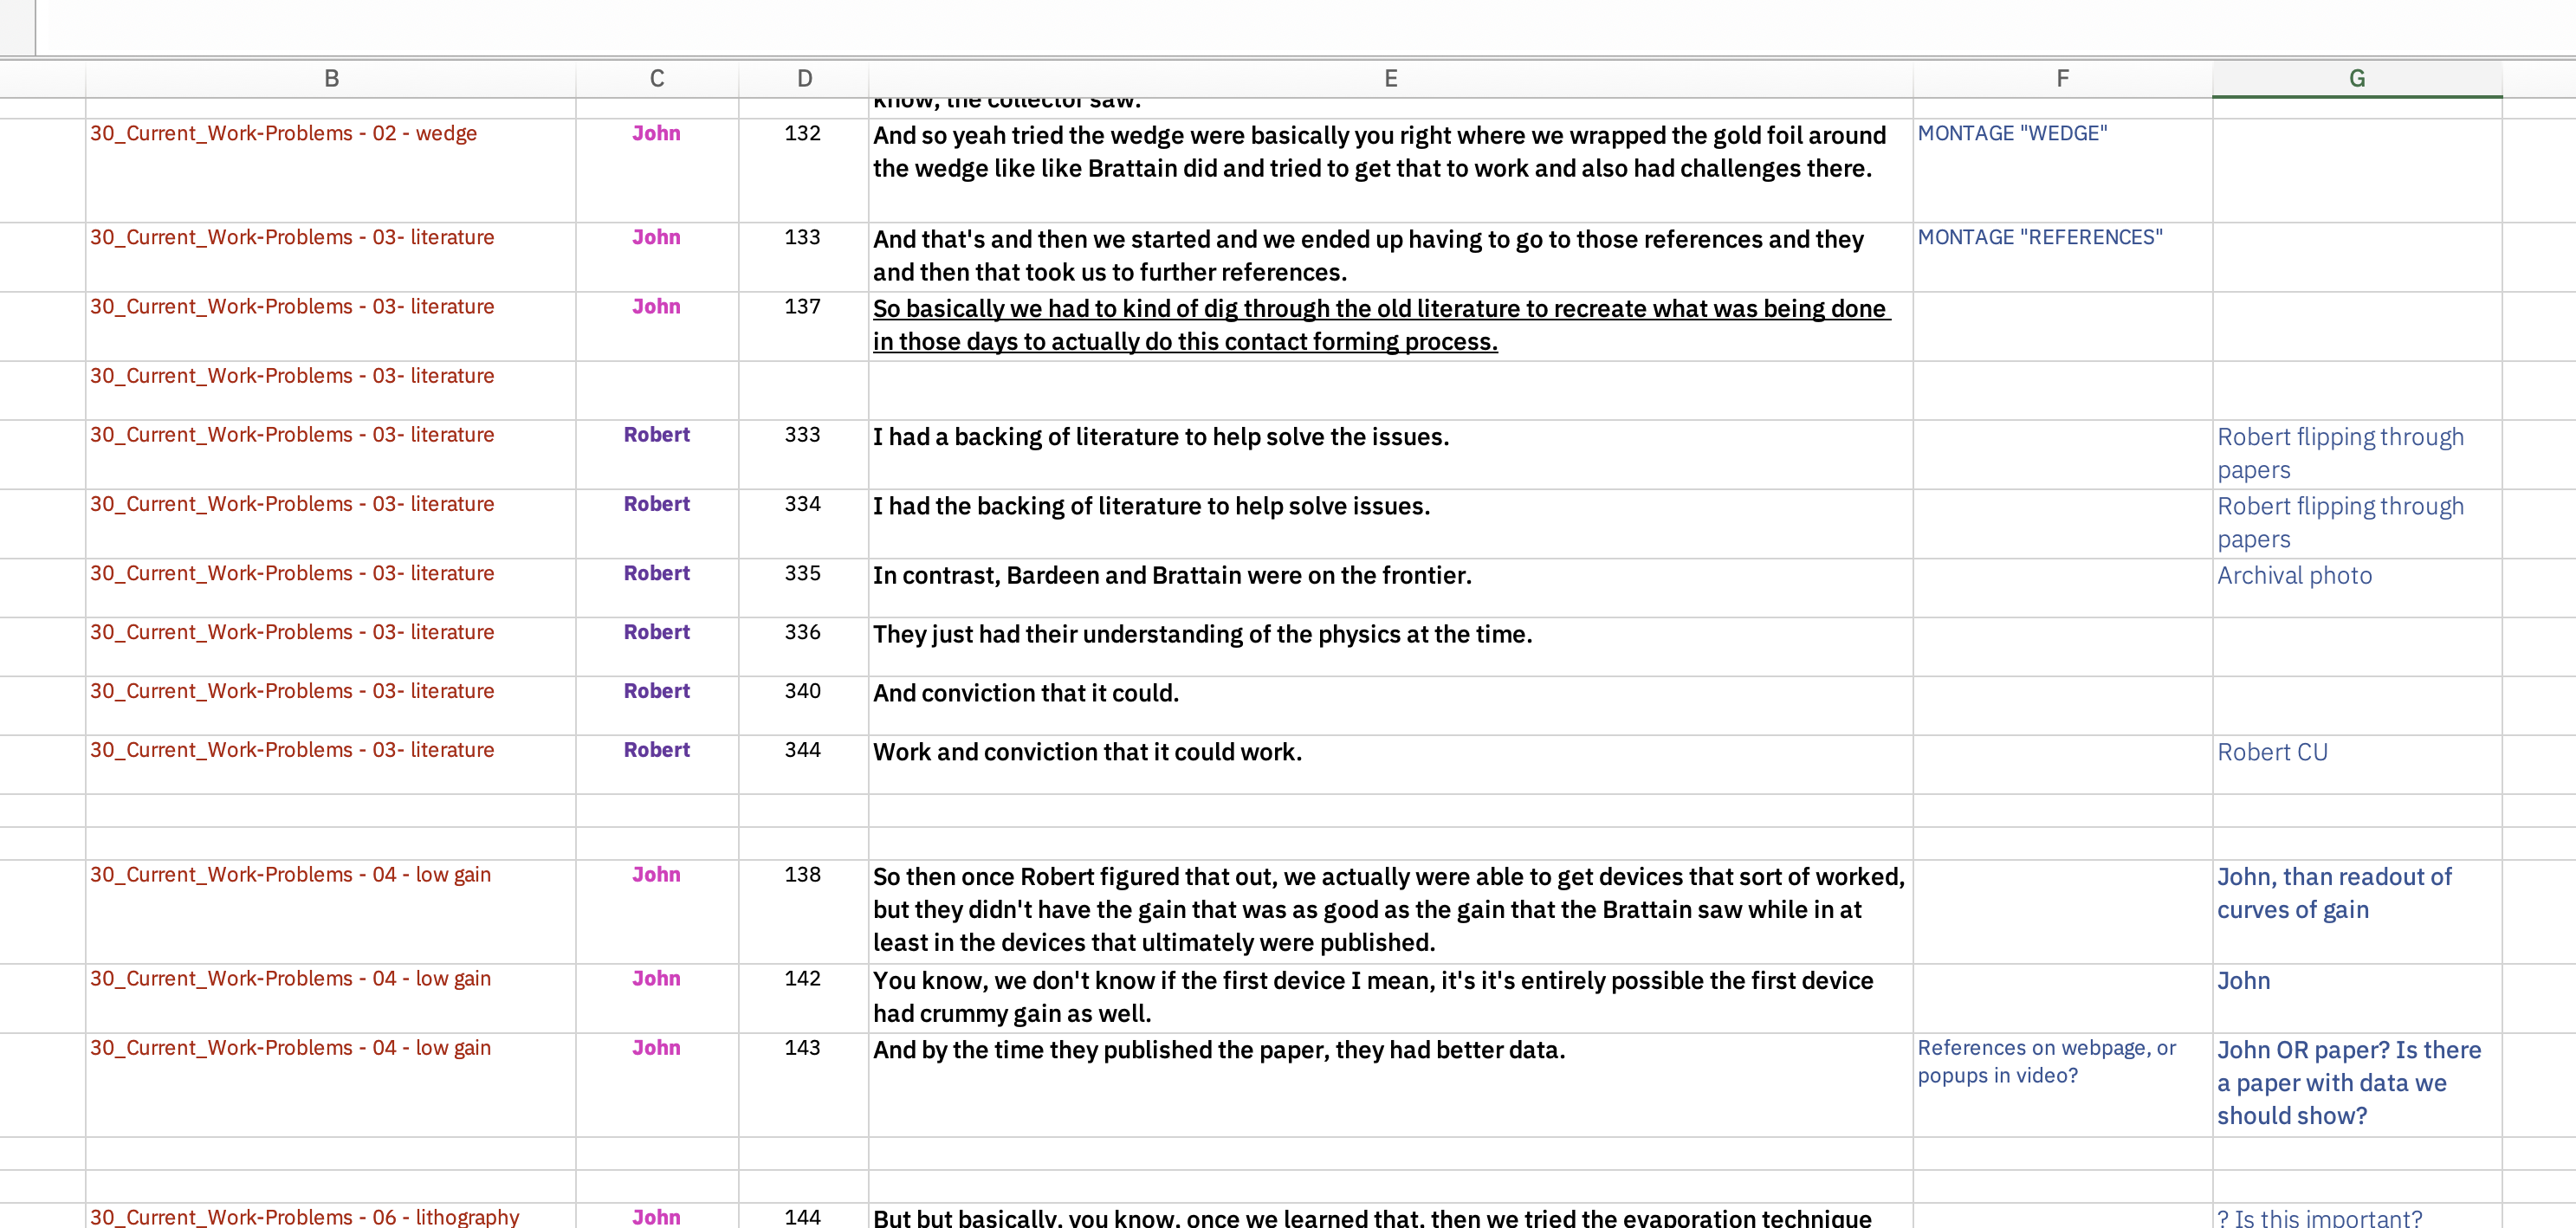 B C D E F G
know, the collector saw.
30_Current_Work-Problems - 02 - wedge John 132 And so yeah tried the wedge were basically you right where we wrapped the gold foil around MONTAGE "WEDGE"
the wedge like like Brattain did and tried to get that to work and also had challenges there.
30_Current_Work-Problems - 03- literature John 133 And that's and then we started and we ended up having to go to those references and they MONTAGE "REFERENCES"
and then that took us to further references.
30_Current_Work-Problems - 03- literature John 137 So basically we had to kind of dig through the old literature to recreate what was being done
in those days to actually do this contact forming process.
30_Current_Work-Problems - 03- literature
30_Current_Work-Problems - 03- literature Robert 333 I had a backing of literature to help solve the issues. Robert flipping through
papers
30_Current_Work-Problems - 03- literature Robert 334 I had the backing of literature to help solve issues. Robert flipping through
papers
30_Current_Work-Problems - 03- literature Robert 335 In contrast, Bardeen and Brattain were on the frontier. Archival photo
30_Current_Work-Problems - 03- literature Robert 336 They just had their understanding of the physics at the time.
30_Current_Work-Problems - 03- literature Robert 340 And conviction that it could.
30_Current_Work-Problems - 03- literature Robert 344 Work and conviction that it could work. Robert CU
30_Current_Work-Problems - 04 - low gain John 138 So then once Robert figured that out, we actually were able to get devices that sort of worked, John, than readout of
but they didn't have the gain that was as good as the gain that the Brattain saw while in at curves of gain
least in the devices that ultimately were published.
30_Current_Work-Problems - 04 - low gain John 142 You know, we don't know if the first device I mean, it's it's entirely possible the first device John
had crummy gain as well.
30_Current_Work-Problems - 04 - low gain John 143 And by the time they published the paper, they had better data. References on webpage, or John OR paper? Is there
popups in video? a paper with data we
should show?
30_Current_Work-Problems - 06 - lithography John 144 But but basically, you know, once we learned that, then we tried the evaporation technique ? Is this important?